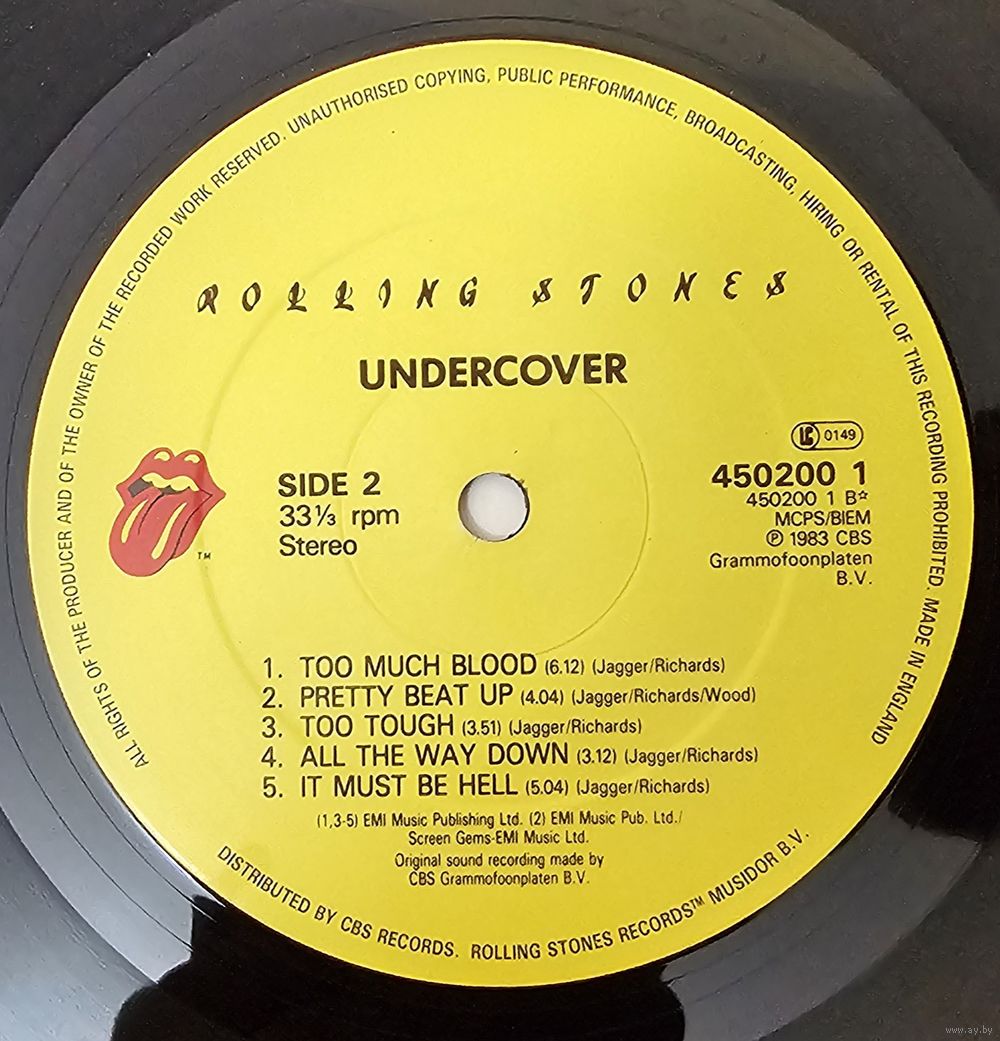 ALL RIGHTS OF THE PRODUCER AND OF THE OWNER OF THE RECORDED WORK RESERVED. UNAUTHORISED COPYING, PUBLIC PERFORMANCE, BROADCASTING, HIRING OR RENTAL OF THIS RECORDING PROHIBITED. MADE IN ENGLAND
ROLLING STONES
UNDERCOVER
SIDE 2
33⅓ rpm
Stereo
TM
LC 0149
450200 1
450200 1 B☆
MCPS/BIEM
℗ 1983 CBS
Grammofoonplaten
B.V.
1. TOO MUCH BLOOD (6.12) (Jagger/Richards)
2. PRETTY BEAT UP (4.04) (Jagger/Richards/Wood)
3. TOO TOUGH (3.51) (Jagger/Richards)
4. ALL THE WAY DOWN (3.12) (Jagger/Richards)
5. IT MUST BE HELL (5.04) (Jagger/Richards)
(1,3-5) EMI Music Publishing Ltd. (2) EMI Music Pub. Ltd./
Screen Gems-EMI Music Ltd.
Original sound recording made by
CBS Grammofoonplaten B.V.
DISTRIBUTED BY CBS RECORDS. ROLLING STONES RECORDS™ MUSIDOR B.V.
www.ay.by